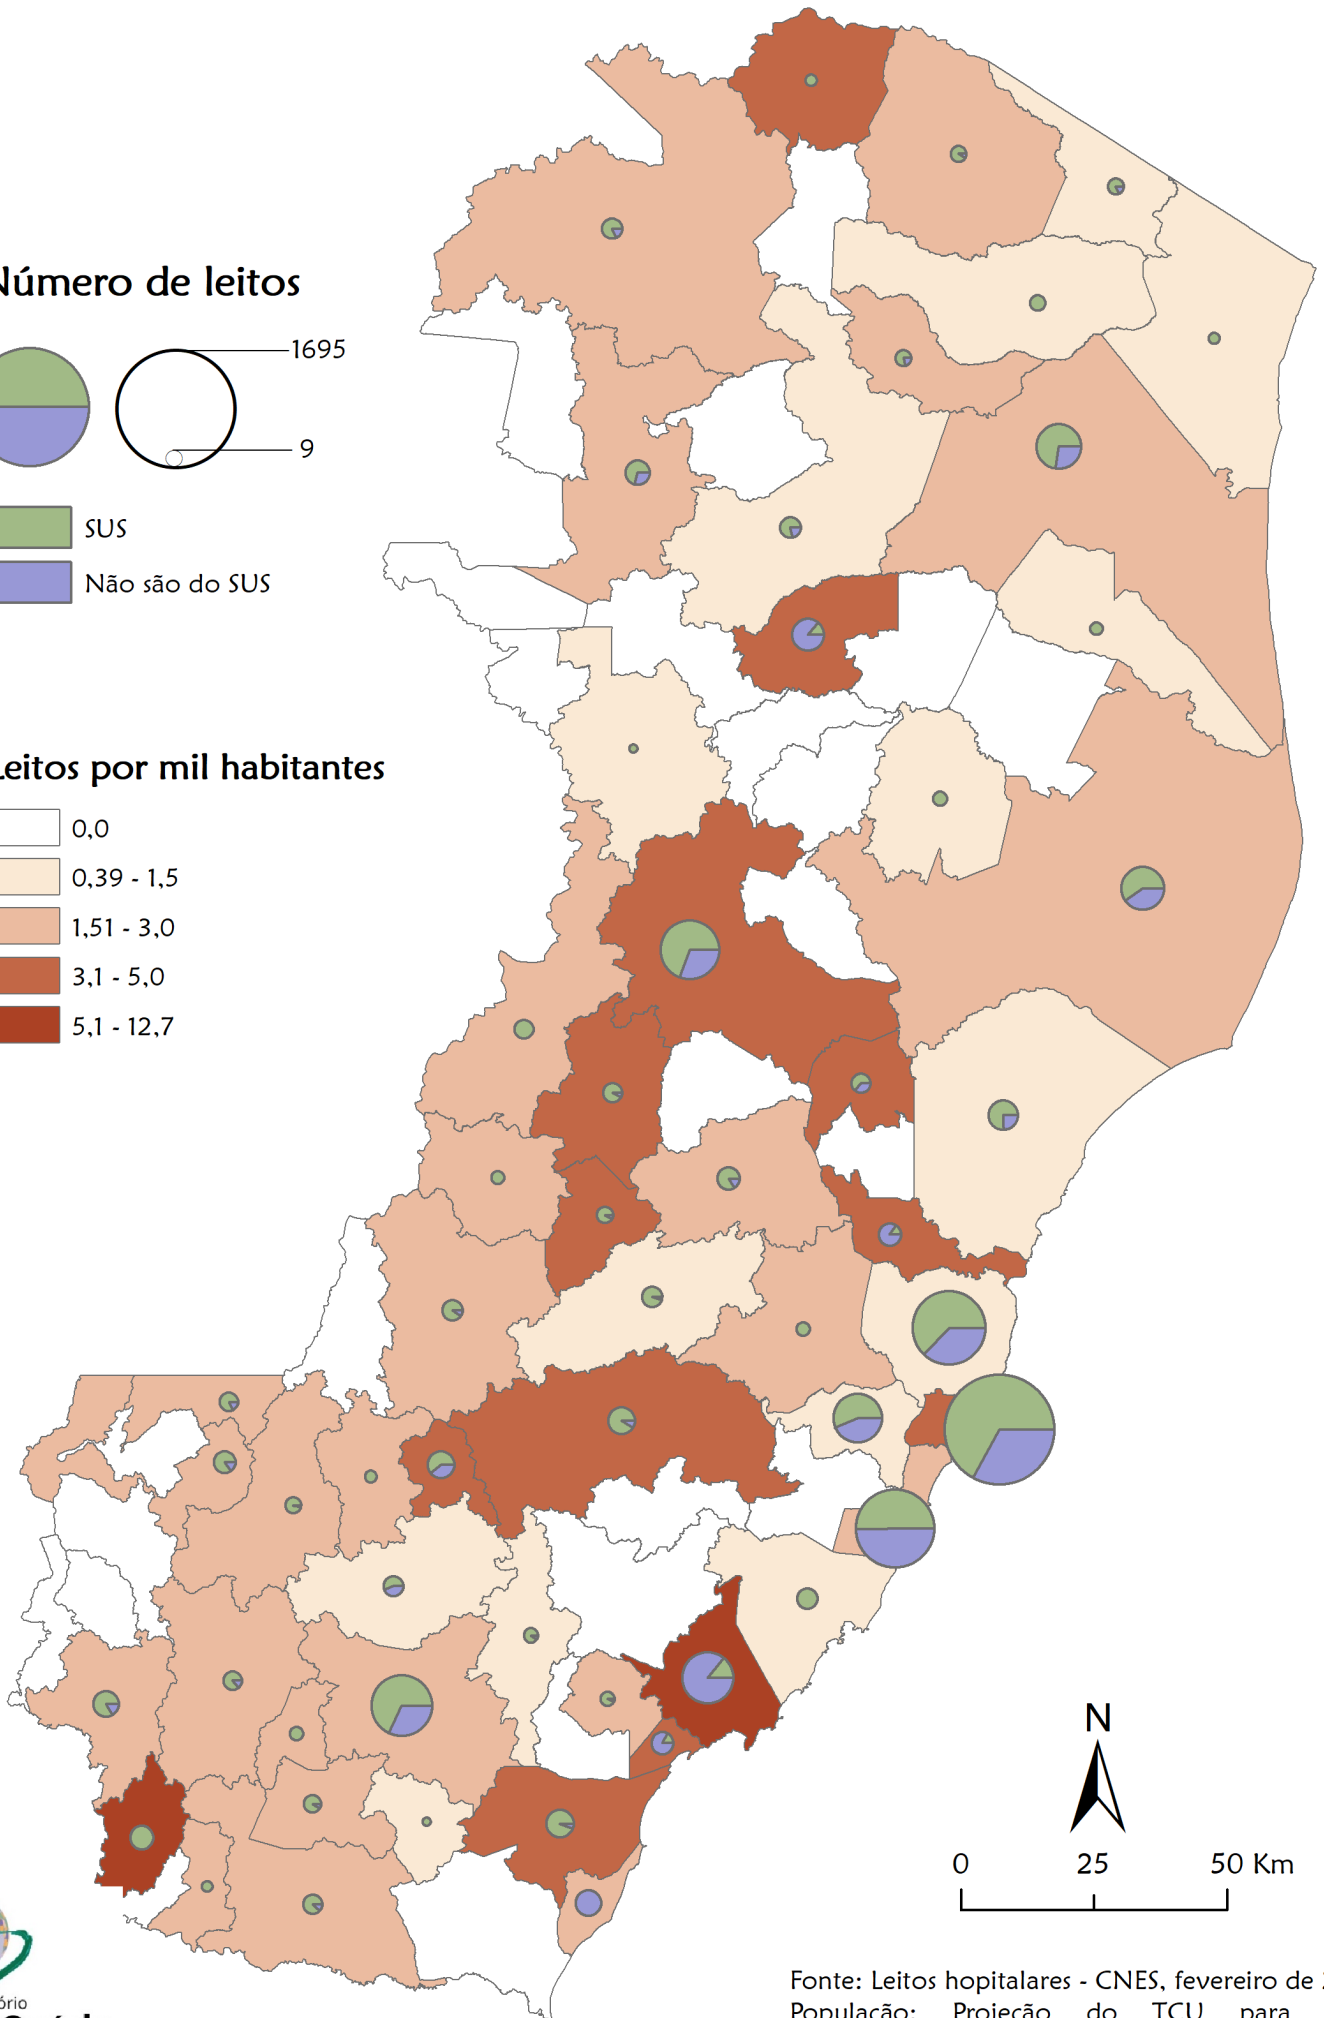 Número de leitos
1695
9
SUS
Não são do SUS
Leitos por mil habitantes
0,0
0,39 - 1,5
1,51 - 3,0
3,1 - 5,0
5,1 - 12,7
N
0 25 50 Km
Fonte: Leitos hopitalares - CNES, fevereiro de
População: Projeção do TCU para